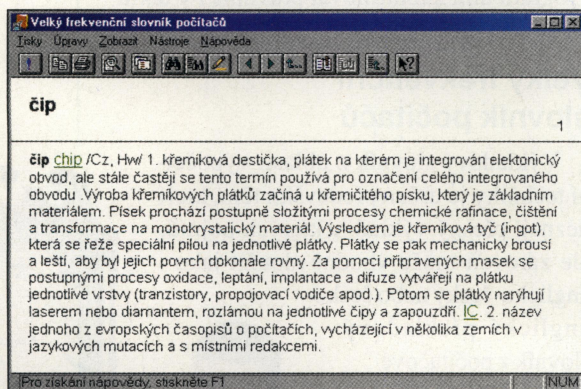 Velký frekvenční slovník počítačů
Tisky Úpravy Zobrazit Nástroje Nápověda
čip
1
čip chip /Cz, Hw/ 1. křemíková destička, plátek na kterém je integrován elektonický
obvod, ale stále častěji se tento termín používá pro označení celého integrovaného
obvodu .Výroba křemíkových plátků začíná u křemičitého písku, který je základním
materiálem. Písek prochází postupně složitými procesy chemické rafinace, čištění
a transformace na monokrystalický materiál. Výsledkem je křemíková tyč (ingot),
která se řeže speciální pilou na jednotlivé plátky. Plátky se pak mechanicky brousí
a leští, aby byl jejich povrch dokonale rovný. Za pomoci připravených masek se
postupnými procesy oxidace, leptání, implantace a difuze vytvářejí na plátku
jednotlivé vrstvy (tranzistory, propojovací vodiče apod.). Potom se plátky narýhují
laserem nebo diamantem, rozlámou na jednotlivé čipy a zapouzdří. IC. 2. název
jednoho z evropských časopisů o počítačích, vycházející v několika zemích v
jazykových mutacích a s místními redakcemi.
Pro získání nápovědy, stiskněte F1
NUM